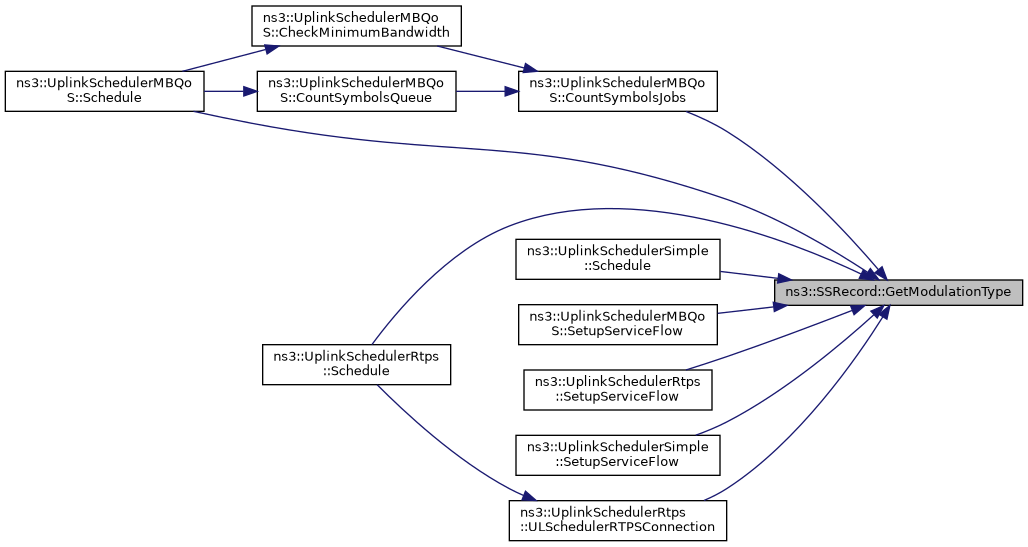 ns3::UplinkSchedulerMBQo
S::CheckMinimumBandwidth
ns3::UplinkSchedulerMBQo
S::Schedule
ns3::UplinkSchedulerMBQo
S::CountSymbolsQueue
ns3::UplinkSchedulerMBQo
S::CountSymbolsJobs
ns3::UplinkSchedulerSimple
::Schedule
ns3::SSRecord::GetModulationType
ns3::UplinkSchedulerMBQo
S::SetupServiceFlow
ns3::UplinkSchedulerRtps
::Schedule
ns3::UplinkSchedulerRtps
::SetupServiceFlow
ns3::UplinkSchedulerSimple
::SetupServiceFlow
ns3::UplinkSchedulerRtps
::ULSchedulerRTPSConnection